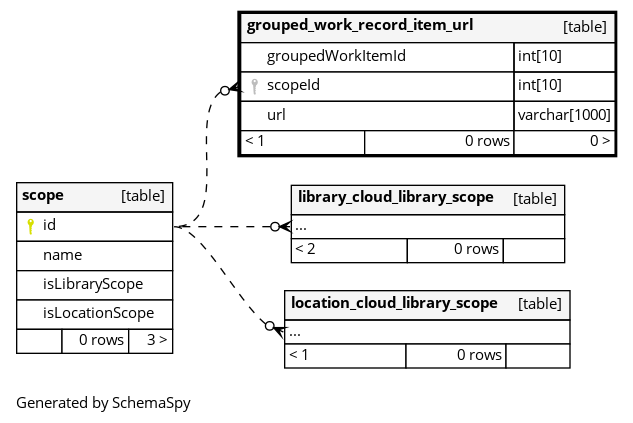 grouped_work_record_item_url [table]
groupedWorkItemId int[10]
scopeId int[10]
url varchar[1000]
< 1 0 rows 0 >
scope [table]
id
name
isLibraryScope
isLocationScope
0 rows 3 >
library_cloud_library_scope [table]
...
< 2 0 rows
location_cloud_library_scope [table]
...
< 1 0 rows
Generated by SchemaSpy